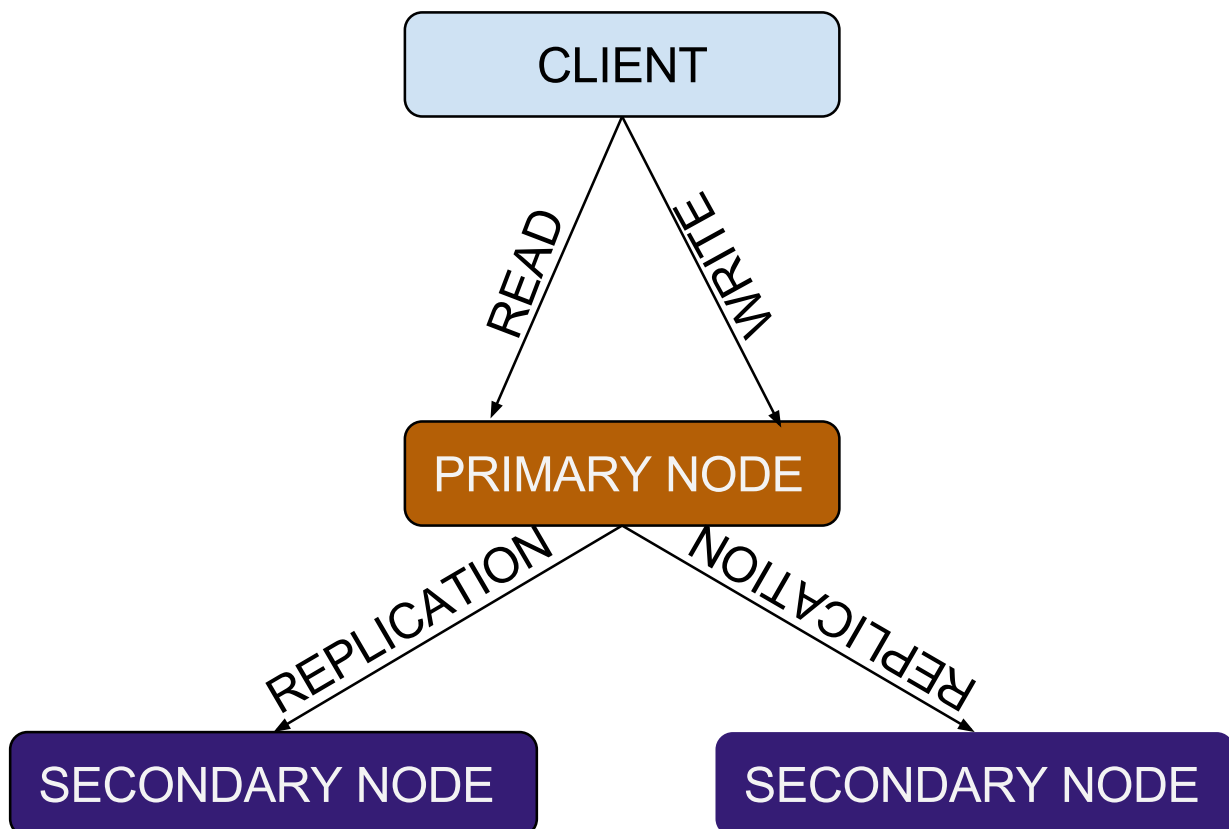 CLIENT
READ
WRITE
PRIMARY NODE
REPLICATION
REPLICATION
SECONDARY NODE
SECONDARY NODE